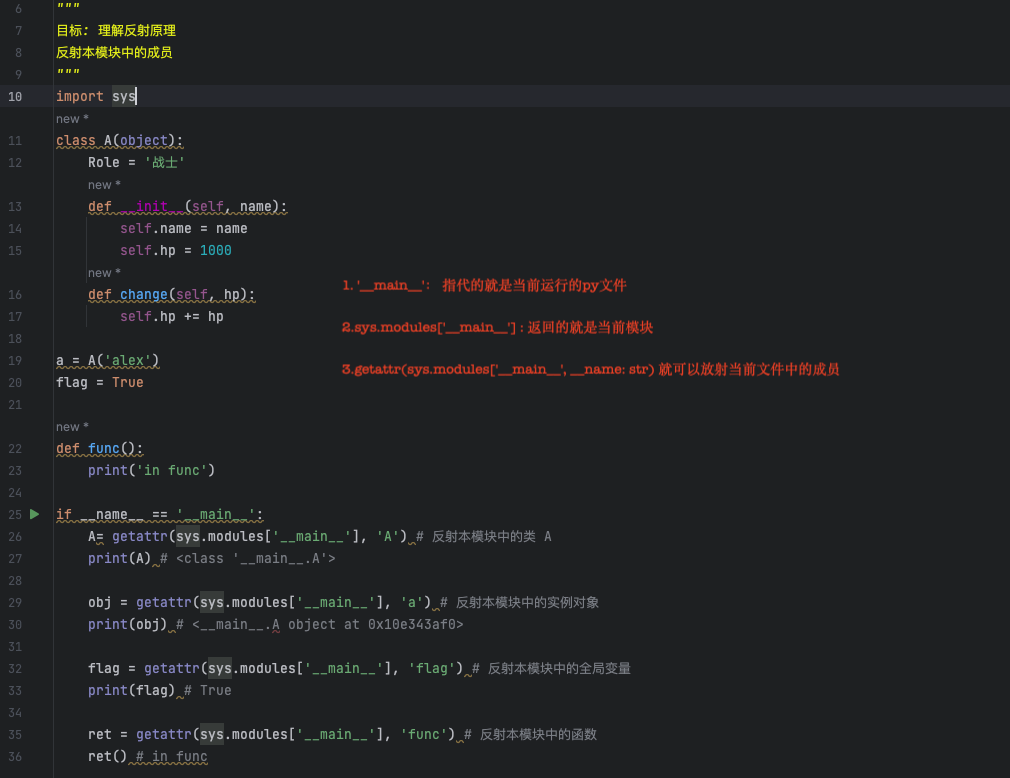 6 """
7 目标: 理解反射原理
8 反射本模块中的成员
9 """
10 import sys
new *
11 class A(object):
12 Role = '战士'
new *
13 def __init__(self, name):
14 self.name = name
15 self.hp = 1000
new *
16 def change(self, hp):
17 self.hp += hp
18
19 a = A('alex')
20 flag = True
21
new *
22 def func():
23 print('in func')
24
25 if __name__ == '__main__':
26 A= getattr(sys.modules['__main__'], 'A') # 反射本模块中的类 A
27 print(A) # <class '__main__.A'>
28
29 obj = getattr(sys.modules['__main__'], 'a') # 反射本模块中的实例对象
30 print(obj) # <__main__.A object at 0x10e343af0>
31
32 flag = getattr(sys.modules['__main__'], 'flag') # 反射本模块中的全局变量
33 print(flag) # True
34
35 ret = getattr(sys.modules['__main__'], 'func') # 反射本模块中的函数
36 ret() # in func
1. '__main__': 指代的就是当前运行的py文件
2.sys.modules['__main__'] : 返回的就是当前模块
3.getattr(sys.modules['__main__', __name: str) 就可以放射当前文件中的成员